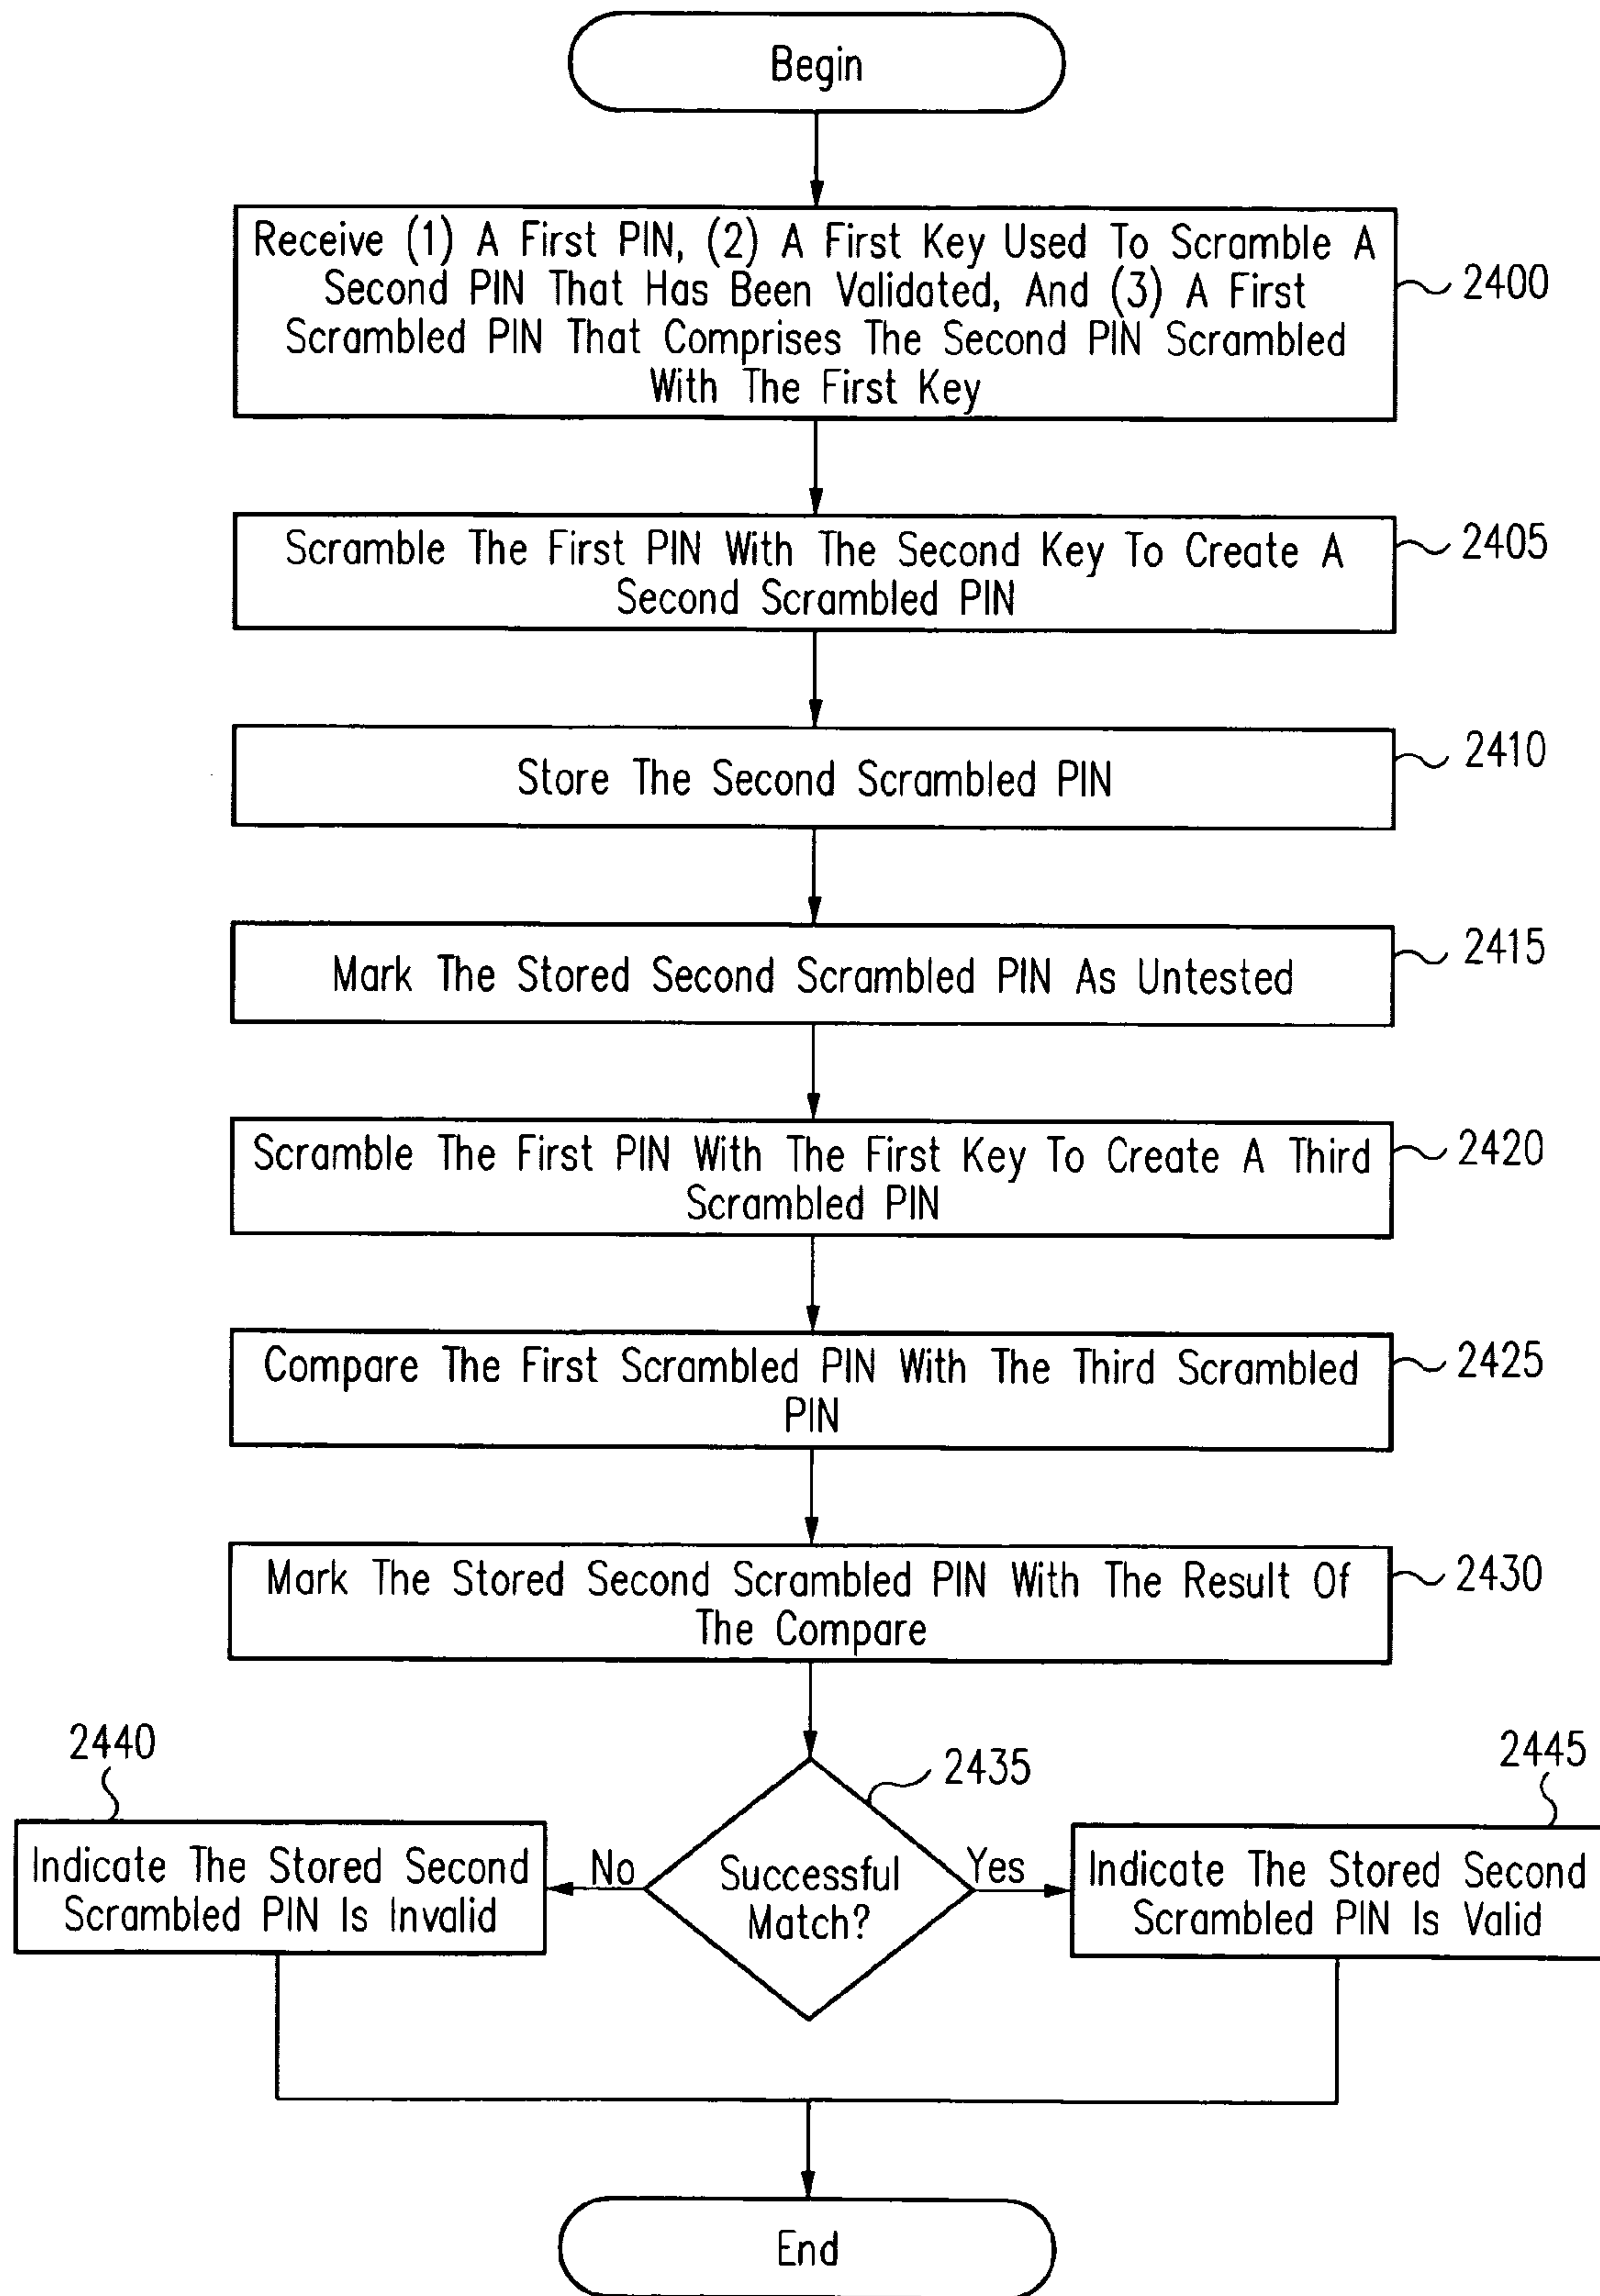 Begin
Receive (1) A First PIN, (2) A First Key Used To Scramble A
Second PIN That Has Been Validated, And (3) A First
Scrambled PIN That Comprises The Second PIN Scrambled
With The First Key
2400
Scramble The First PIN With The Second Key To Create A
Second Scrambled PIN
2405
Store The Second Scrambled PIN
2410
Mark The Stored Second Scrambled PIN As Untested
2415
Scramble The First PIN With The First Key To Create A Third
Scrambled PIN
2420
Compare The First Scrambled PIN With The Third Scrambled
PIN
2425
Mark The Stored Second Scrambled PIN With The Result Of
The Compare
2430
2440
2435
2445
Indicate The Stored Second
Scrambled PIN Is Invalid
No
Successful
Match?
Yes
Indicate The Stored Second
Scrambled PIN Is Valid
End